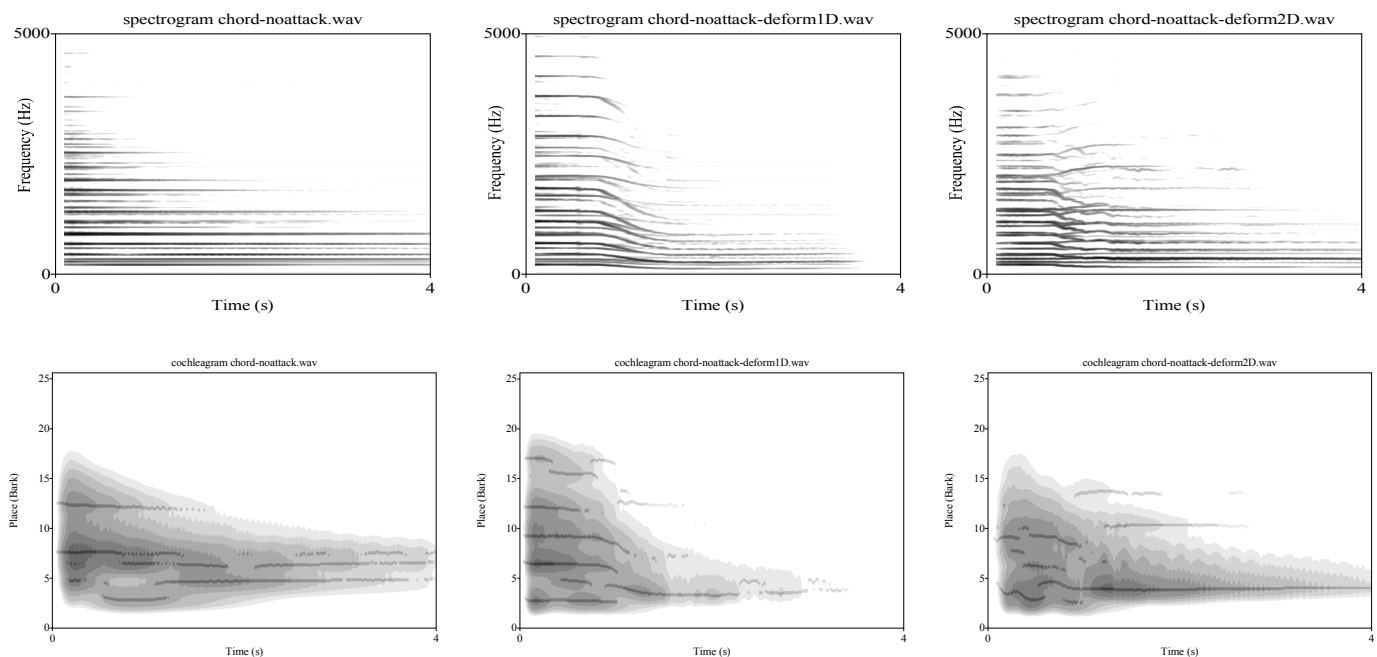 spectrogram chord-noattack.wav
5000
Frequency (Hz)
0
0
4
Time (s)
spectrogram chord-noattack-deform1D.wav
5000
Frequency (Hz)
0
0
4
Time (s)
spectrogram chord-noattack-deform2D.wav
5000
Frequency (Hz)
0
0
4
Time (s)
cochleagram chord-noattack.wav
25
20
15
10
5
0
Place (Bark)
0
4
Time (s)
cochleagram chord-noattack-deform1D.wav
25
20
15
10
5
0
Place (Bark)
0
4
Time (s)
cochleagram chord-noattack-deform2D.wav
25
20
15
10
5
0
Place (Bark)
0
4
Time (s)